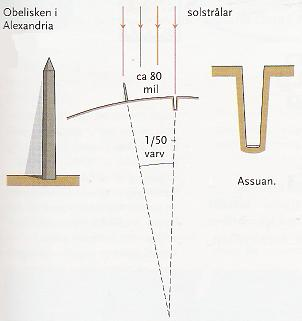 Obelisken i
Alexandria
solstrålar
ca 80
mil
1/50
varv
Assuan.